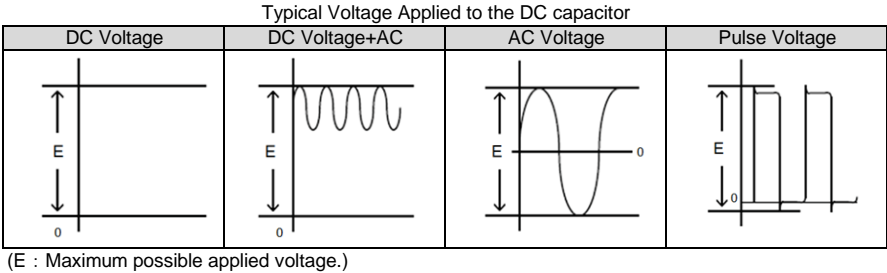 Typical Voltage Applied to the DC capacitor
DC Voltage DC Voltage+AC AC Voltage Pulse Voltage
E E E E
0 0 0 0
(E：Maximum possible applied voltage.)